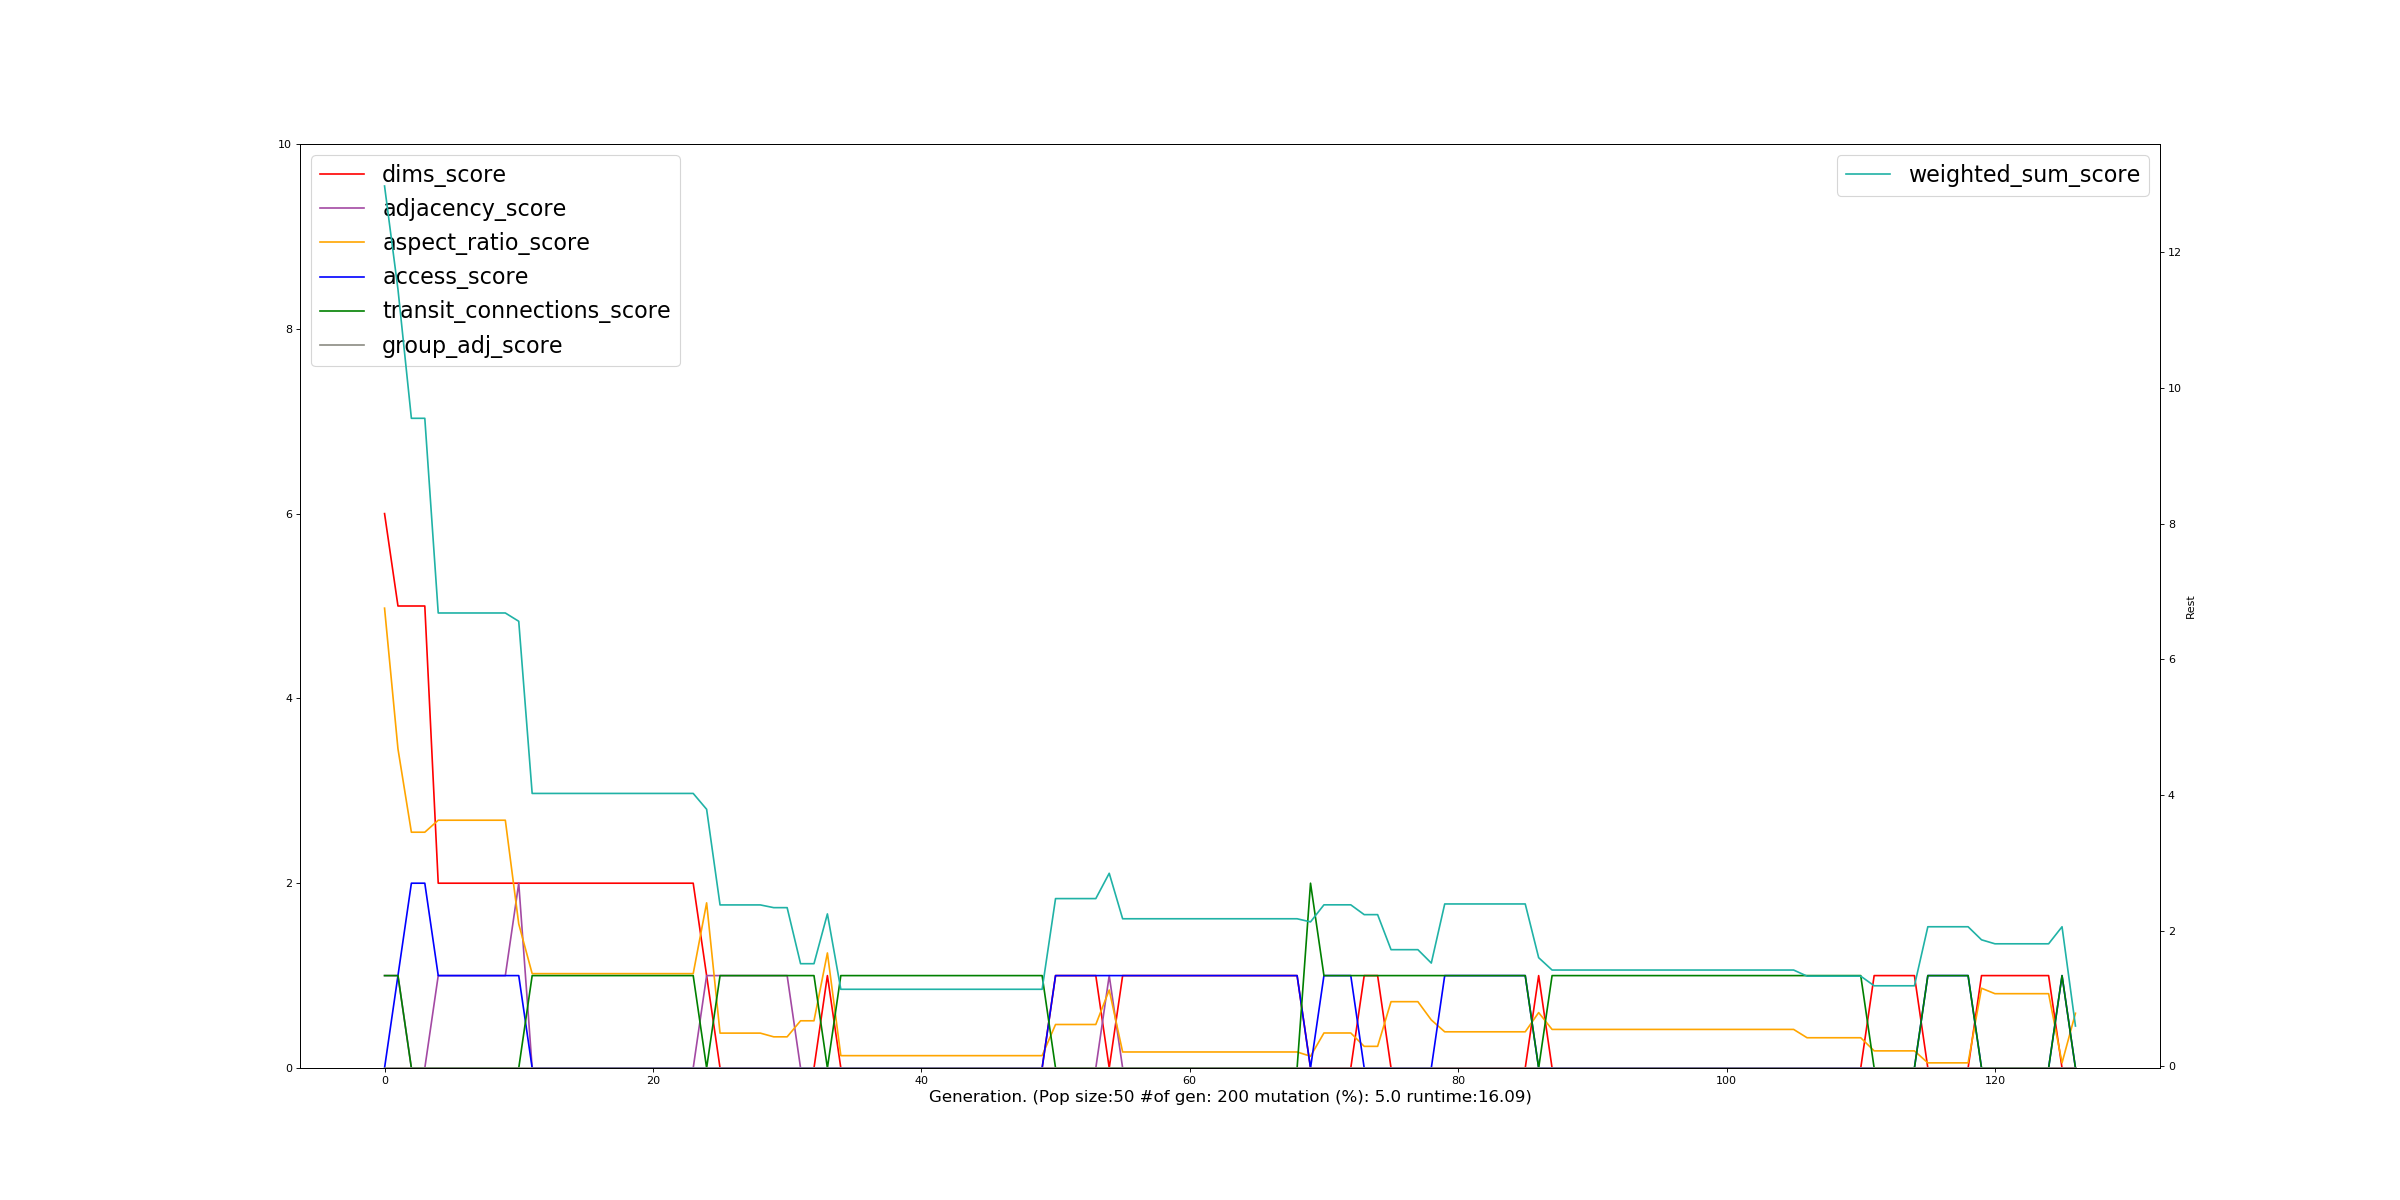 dims_score
adjacency_score
aspect_ratio_score
access_score
transit_connections_score
group_adj_score
weighted_sum_score
10
8
6
4
2
0
12
10
8
6
4
2
0
Rest
0 20 40 60 80 100 120
Generation. (Pop size:50 #of gen: 200 mutation (%): 5.0 runtime:16.09)